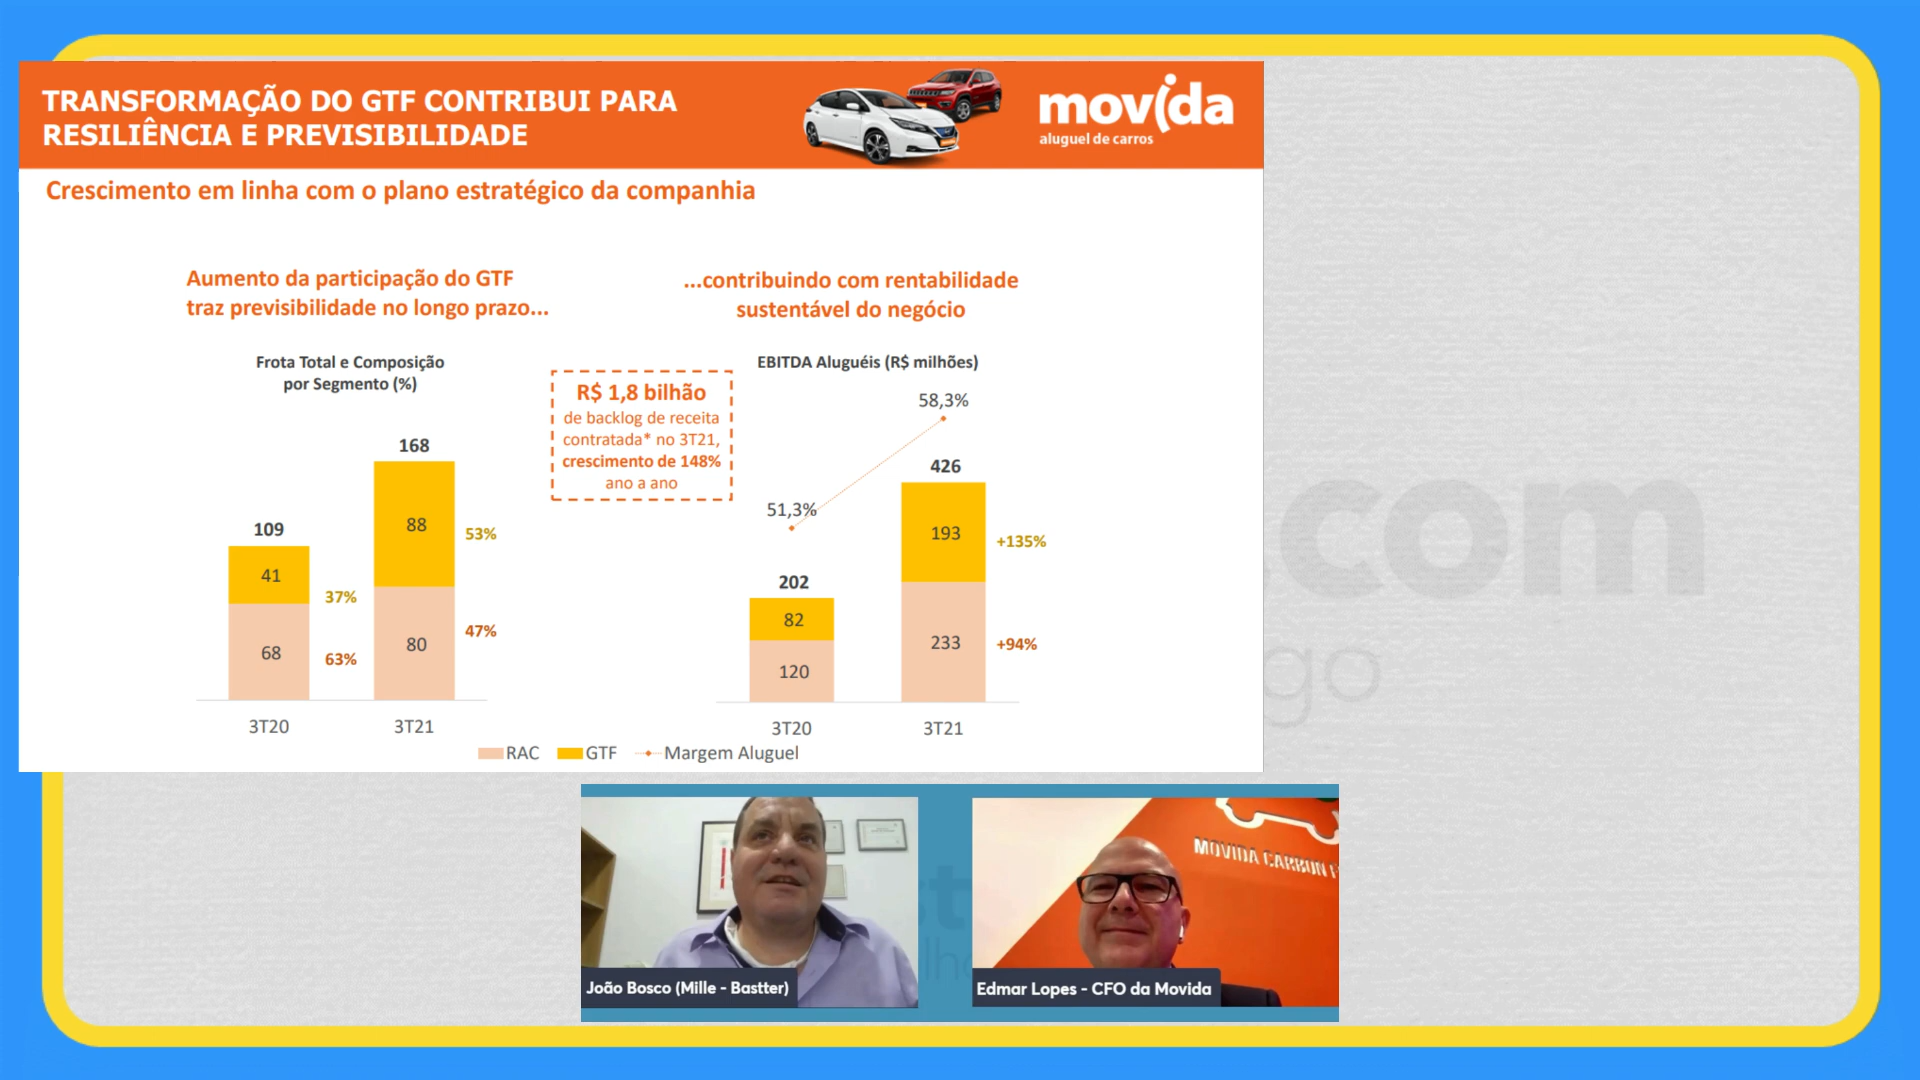 TRANSFORMAÇÃO DO GTF CONTRIBUI PARA
RESILIÊNCIA E PREVISIBILIDADE
movida
aluguel de carros
Crescimento em linha com o plano estratégico da companhia
Aumento da participação do GTF
traz previsibilidade no longo prazo...
...contribuindo com rentabilidade
sustentável do negócio
Frota Total e Composição
por Segmento (%)
109
41
37%
68
63%
3T20
168
88
53%
80
47%
3T21
R$ 1,8 bilhão
de backlog de receita
contratada* no 3T21,
crescimento de 148%
ano a ano
EBITDA Aluguéis (R$ milhões)
51,3%
58,3%
202
82
120
3T20
426
193
+135%
233
+94%
3T21
RAC
GTF
Margem Aluguel
.com
go
MOVIDA CARBON
João Bosco (Mille - Bastter)
Edmar Lopes - CFO da Movida